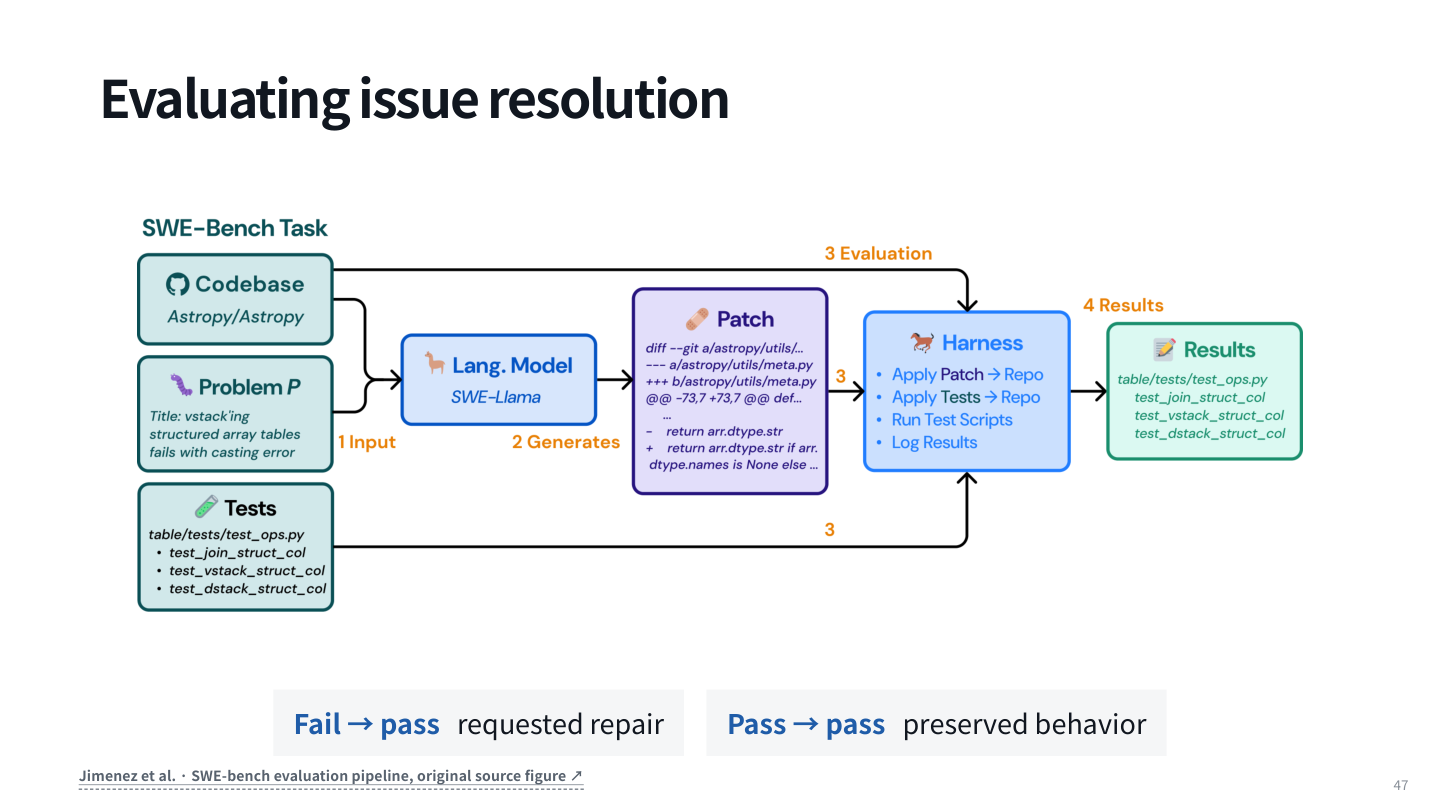 Evaluating issue resolution
SWE-Bench Task
Codebase
Astropy/Astropy
Problem P
Title: vstack'ing
structured array tables
fails with casting error
Tests
table/tests/test_ops.py
• test_join_struct_col
• test_vstack_struct_col
• test_dstack_struct_col
1 Input
Lang. Model
SWE-Llama
2 Generates
Patch
diff --git a/astropy/utils/...
--- a/astropy/utils/meta.py
+++ b/astropy/utils/meta.py
@@ -73,7 +73,7 @@ def...
...
- return arr.dtype.str
+ return arr.dtype.str if arr.
dtype.names is None else ...
3 Evaluation
3
3
Harness
• Apply Patch → Repo
• Apply Tests → Repo
• Run Test Scripts
• Log Results
4 Results
Results
table/tests/test_ops.py
test_join_struct_col
test_vstack_struct_col
test_dstack_struct_col
Fail → pass requested repair
Pass → pass preserved behavior
Jimenez et al. · SWE-bench evaluation pipeline, original source figure ↗
47